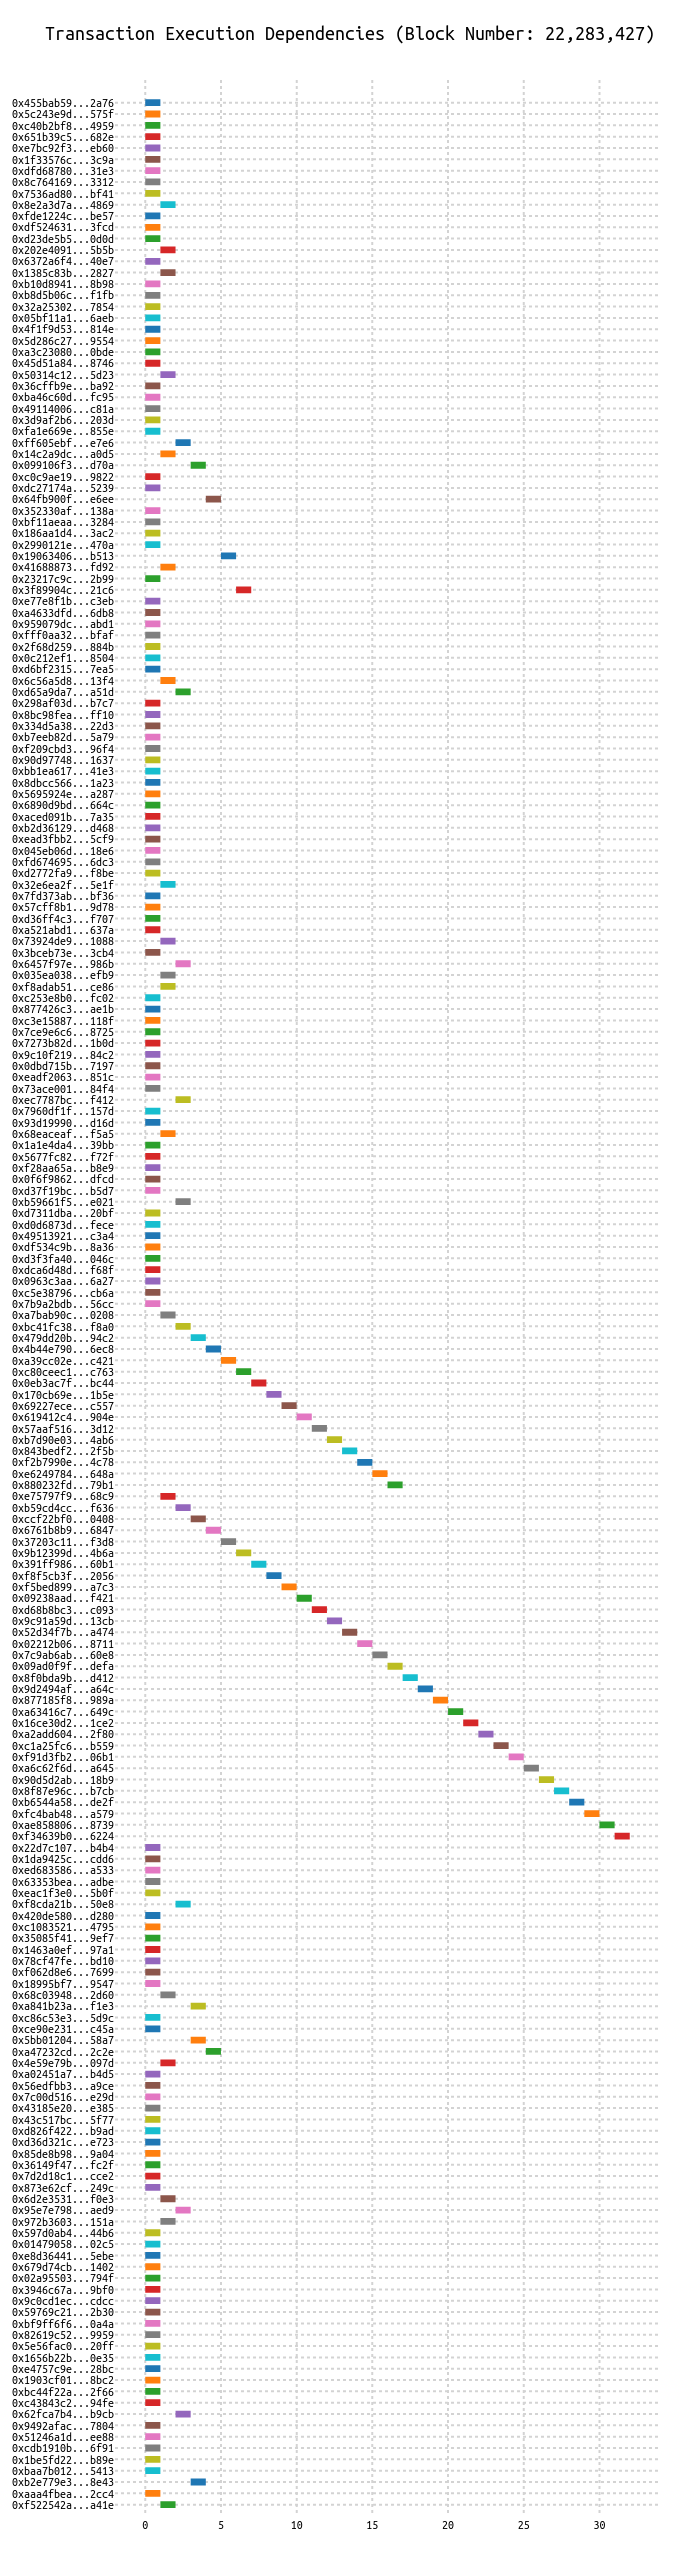 Transaction Execution Dependencies (Block Number: 22,283,427)
0x455bab59...2a76
0x5c243e9d...575f
0xc40b2bf8...4959
0x651b39c5...682e
0xe7bc92f3...eb60
0x1f33576c...3c9a
0xdfd68780...31e3
0x8c764169...3312
0x7536ad80...bf41
0x8e2a3d7a...4869
0xfde1224c...be57
0xdf524631...3fcd
0xd23de5b5...0d0d
0x202e4091...5b5b
0x6372a6f4...40e7
0x1385c83b...2827
0xb10d8941...8b98
0xb8d5b06c...f1fb
0x32a25302...7854
0x05bf11a1...6aeb
0x4f1f9d53...814e
0x5d286c27...9554
0xa3c23080...0bde
0x45d51a84...8746
0x50314c12...5d23
0x36cffb9e...ba92
0xba46c60d...fc95
0x49114006...c81a
0x3d9af2b6...203d
0xfa1e669e...855e
0xff605ebf...e7e6
0x14c2a9dc...a0d5
0x099106f3...d70a
0xc0c9ae19...9822
0xdc27174a...5239
0x64fb900f...e6ee
0x352330af...138a
0xbf11aeaa...3284
0x186aa1d4...3ac2
0x2990121e...470a
0x19063406...b513
0x41688873...fd92
0x23217c9c...2b99
0x3f89904c...21c6
0xe77e8f1b...c3eb
0xa4633dfd...6db8
0x959079dc...abd1
0xfff0aa32...bfaf
0x2f68d259...884b
0x0c212ef1...8504
0xd6bf2315...7ea5
0x6c56a5d8...13f4
0xd65a9da7...a51d
0x298af03d...b7c7
0x8bc98fea...ff10
0x334d5a38...22d3
0xb7eeb82d...5a79
0xf209cbd3...96f4
0x90d97748...1637
0xbb1ea617...41e3
0x8dbcc566...1a23
0x5695924e...a287
0x6890d9bd...664c
0xaced091b...7a35
0xb2d36129...d468
0xead3fbb2...5cf9
0x045eb06d...18e6
0xfd674695...6dc3
0xd2772fa9...f8be
0x32e6ea2f...5e1f
0x7fd373ab...bf36
0x57cff8b1...9d78
0xd36ff4c3...f707
0xa521abd1...637a
0x73924de9...1088
0x3bceb73e...3cb4
0x6457f97e...986b
0x035ea038...efb9
0xf8adab51...ce86
0xc253e8b0...fc02
0x877426c3...ae1b
0xc3e15887...118f
0x7ce9e6c6...8725
0x7273b82d...1b0d
0x9c10f219...84c2
0x0dbd715b...7197
0xeadf2063...851c
0x73ace001...84f4
0xec7787bc...f412
0x7960df1f...157d
0x93d19990...d16d
0x68eaceaf...f5a5
0x1a1e4da4...39bb
0x5677fc82...f72f
0xf28aa65a...b8e9
0x0f6f9862...dfcd
0xd37f19bc...b5d7
0xb59661f5...e021
0xd7311dba...20bf
0xd0d6873d...fece
0x49513921...c3a4
0xdf534c9b...8a36
0xd3f3fa40...046c
0xdca6d48d...f68f
0x0963c3aa...6a27
0xc5e38796...cb6a
0x7b9a2bdb...56cc
0xa7bab90c...0208
0xbc41fc38...f8a0
0x479dd20b...94c2
0x4b44e790...6ec8
0xa39cc02e...c421
0xc80ceec1...c763
0x0eb3ac7f...bc44
0x170cb69e...1b5e
0x69227ece...c557
0x619412c4...904e
0x57aaf516...3d12
0xb7d90e03...4ab6
0x843bedf2...2f5b
0xf2b7990e...4c78
0xe6249784...648a
0x880232fd...79b1
0xe75797f9...68c9
0xb59cd4cc...f636
0xccf22bf0...0408
0x6761b8b9...6847
0x37203c11...f3d8
0x9b12399d...4b6a
0x391ff986...60b1
0xf8f5cb3f...2056
0xf5bed899...a7c3
0x09238aad...f421
0xd68b8bc3...c093
0x9c91a59d...13cb
0x52d34f7b...a474
0x02212b06...8711
0x7c9ab6ab...60e8
0x09ad0f9f...defa
0x8f0bda9b...d412
0x9d2494af...a64c
0x877185f8...989a
0xa63416c7...649c
0x16ce30d2...1ce2
0xa2add604...2f80
0xc1a25fc6...b559
0xf91d3fb2...06b1
0xa6c62f6d...a645
0x90d5d2ab...18b9
0x8f87e96c...b7cb
0xb6544a58...de2f
0xfc4bab48...a579
0xae858806...8739
0xf34639b0...6224
0x22d7c107...b4b4
0x1da9425c...cdd6
0xed683586...a533
0x63353bea...adbe
0xeac1f3e0...5b0f
0xf8cda21b...50e8
0x420de580...d280
0xc1083521...4795
0x35085f41...9ef7
0x1463a0ef...97a1
0x78cf47fe...bd10
0xf062d8e6...7699
0x18995bf7...9547
0x68c03948...2d60
0xa841b23a...f1e3
0xc86c53e3...5d9c
0xce90e231...c45a
0x5bb01204...58a7
0xa47232cd...2c2e
0x4e59e79b...097d
0xa02451a7...b4d5
0x56edfbb3...a9ce
0x7c00d516...e29d
0x43185e20...e385
0x43c517bc...5f77
0xd826f422...b9ad
0xd36d321c...e723
0x85de8b98...9a04
0x36149f47...fc2f
0x7d2d18c1...cce2
0x873e62cf...249c
0x6d2e3531...f0e3
0x95e7e798...aed9
0x972b3603...151a
0x597d0ab4...44b6
0x01479058...02c5
0xe8d36441...5ebe
0x679d74cb...1402
0x02a95503...794f
0x3946c67a...9bf0
0x9c0cd1ec...cdcc
0x59769c21...2b30
0xbf9ff6f6...0a4a
0x82619c52...9959
0x5e56fac0...20ff
0x1656b22b...0e35
0xe4757c9e...28bc
0x1903cf01...8bc2
0xbc44f22a...2f66
0xc43843c2...94fe
0x62fca7b4...b9cb
0x9492afac...7804
0x51246a1d...ee88
0xcdb1910b...6f91
0x1be5fd22...b89e
0xbaa7b012...5413
0xb2e779e3...8e43
0xaaa4fbea...2cc4
0xf522542a...a41e
0 5 10 15 20 25 30